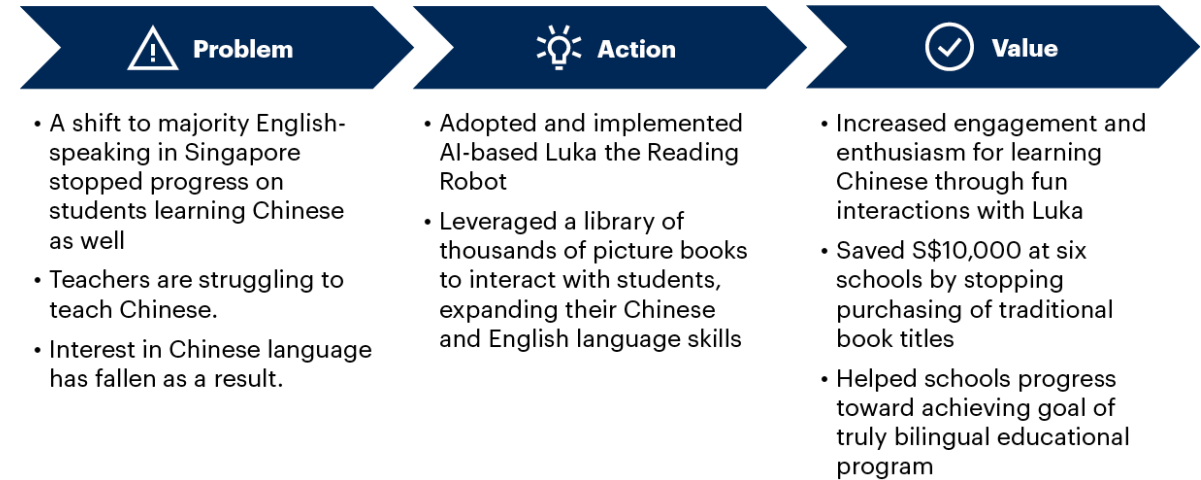 Problem
• A shift to majority English-
speaking in Singapore
stopped progress on
students learning Chinese
as well
• Teachers are struggling to
teach Chinese.
• Interest in Chinese language
has fallen as a result.
Action
• Adopted and implemented
AI-based Luka the Reading
Robot
• Leveraged a library of
thousands of picture books
to interact with students,
expanding their Chinese
and English language skills
Value
• Increased engagement and
enthusiasm for learning
Chinese through fun
interactions with Luka
• Saved S$10,000 at six
schools by stopping
purchasing of traditional
book titles
• Helped schools progress
toward achieving goal of
truly bilingual educational
program